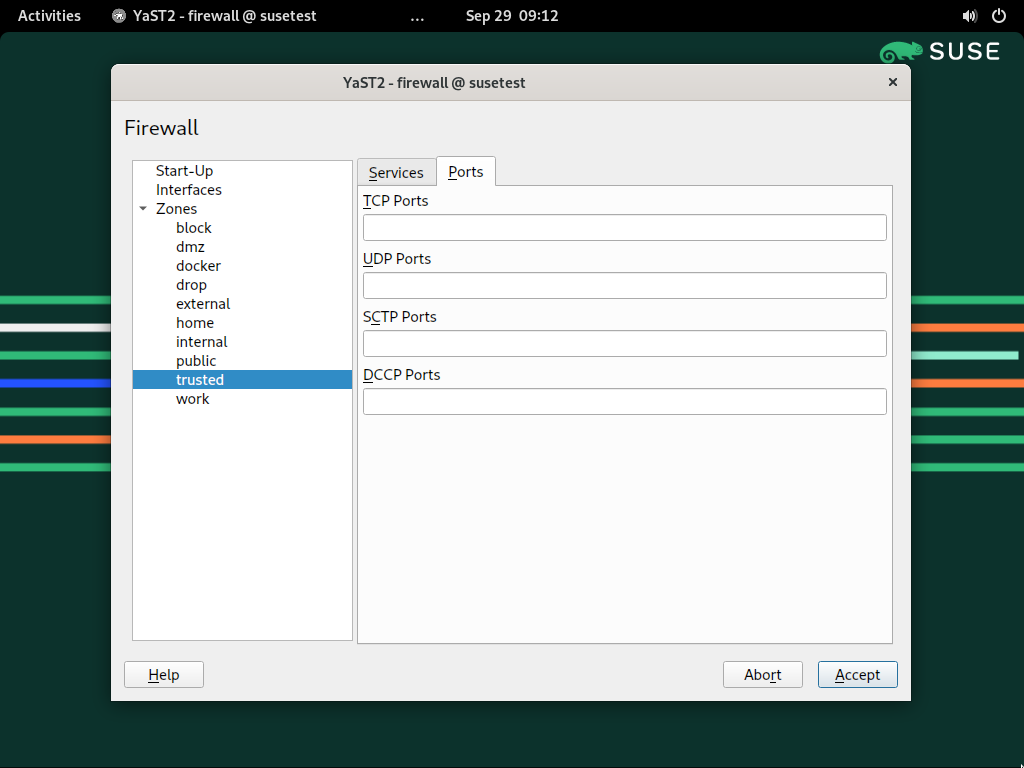 Activities YaST2 - firewall @ susetest ... Sep 29 09:12
SUSE
YaST2 - firewall @ susetest
Firewall
Start-Up
Interfaces
Zones
block
dmz
docker
drop
external
home
internal
public
trusted
work
Services Ports
TCP Ports
UDP Ports
SCTP Ports
DCCP Ports
Help Abort Accept